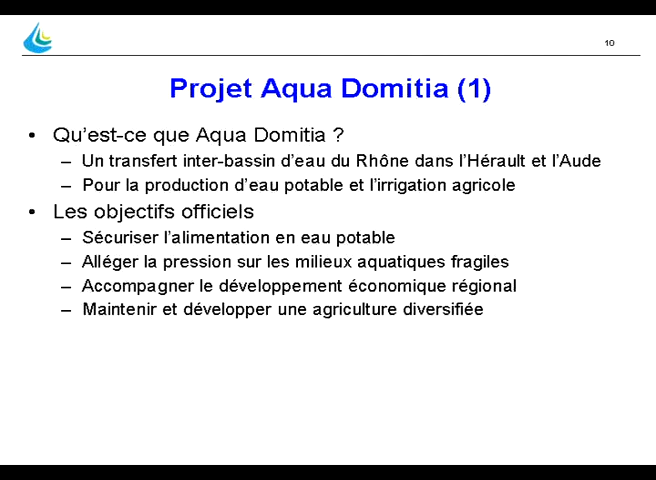 10
Projet Aqua Domitia (1)
• Qu'est-ce que Aqua Domitia ?
– Un transfert inter-bassin d'eau du Rhône dans l'Hérault et l'Aude
– Pour la production d'eau potable et l'irrigation agricole
• Les objectifs officiels
– Sécuriser l'alimentation en eau potable
– Alléger la pression sur les milieux aquatiques fragiles
– Accompagner le développement économique régional
– Maintenir et développer une agriculture diversifiée